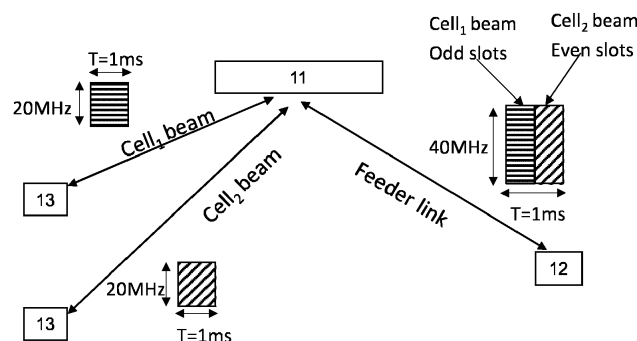 T=1ms
20MHz
11
Cell₁ beam
Odd slots
Cell₂ beam
Even slots
40MHz
T=1ms
Cell₁ beam
Cell₂ beam
Feeder link
13
12
20MHz
T=1ms
13